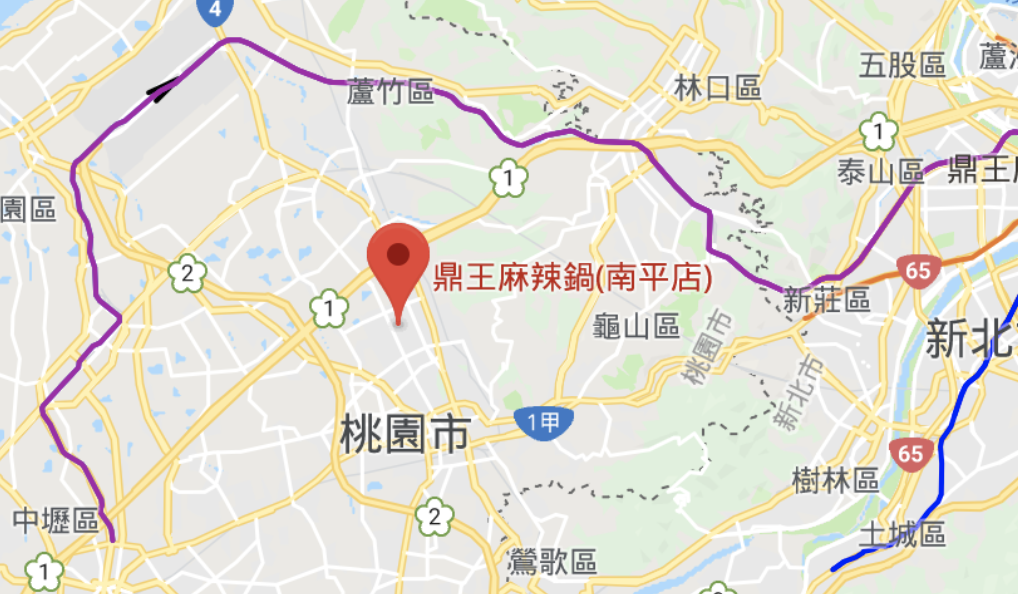 4
蘆竹區
林口區
五股區
蘆
1
泰山區
鼎王
1
園區
2
鼎王麻辣鍋(南平店)
65
新莊區
1
龜山區
桃園市
新北市
新北
桃園市
1甲
65
樹林區
中壢區
2
土城區
鶯歌區
1